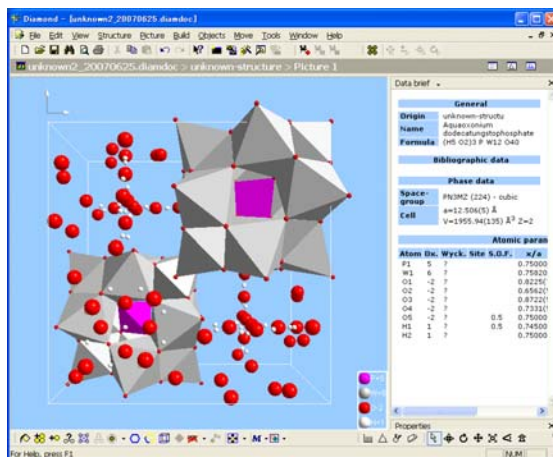 Diamond - [unknown2_20070625.diamdoc]
File Edit View Structure Picture Build Objects Move Tools Window Help
unknown2_20070625.diamdoc > unknown-structure > Picture 1
Data brief
General
Origin unknown-structu
Name Aquaoxonium dodecatungstophosphate
Formula (H5 O2)3 P W12 O40
Bibliographic data
Phase data
Space-group PN3MZ (224) - cubic
Cell a=12.506(5) Å
V=1955.94(135) Å³ Z=2
Atomic param
Atom Ox. Wyck. Site S.O.F. x/a
P1 5 ? 0.75000
W1 6 ? 0.75820
O1 -2 ? 0.8225(
O2 -2 ? 0.6562(
O3 -2 ? 0.8722(
O4 -2 ? 0.7331(
O5 -2 ? 0.5 0.75000
H1 1 ? 0.5 0.74500
H2 1 ? 0.75000
Properties
For Help, press F1
NUM